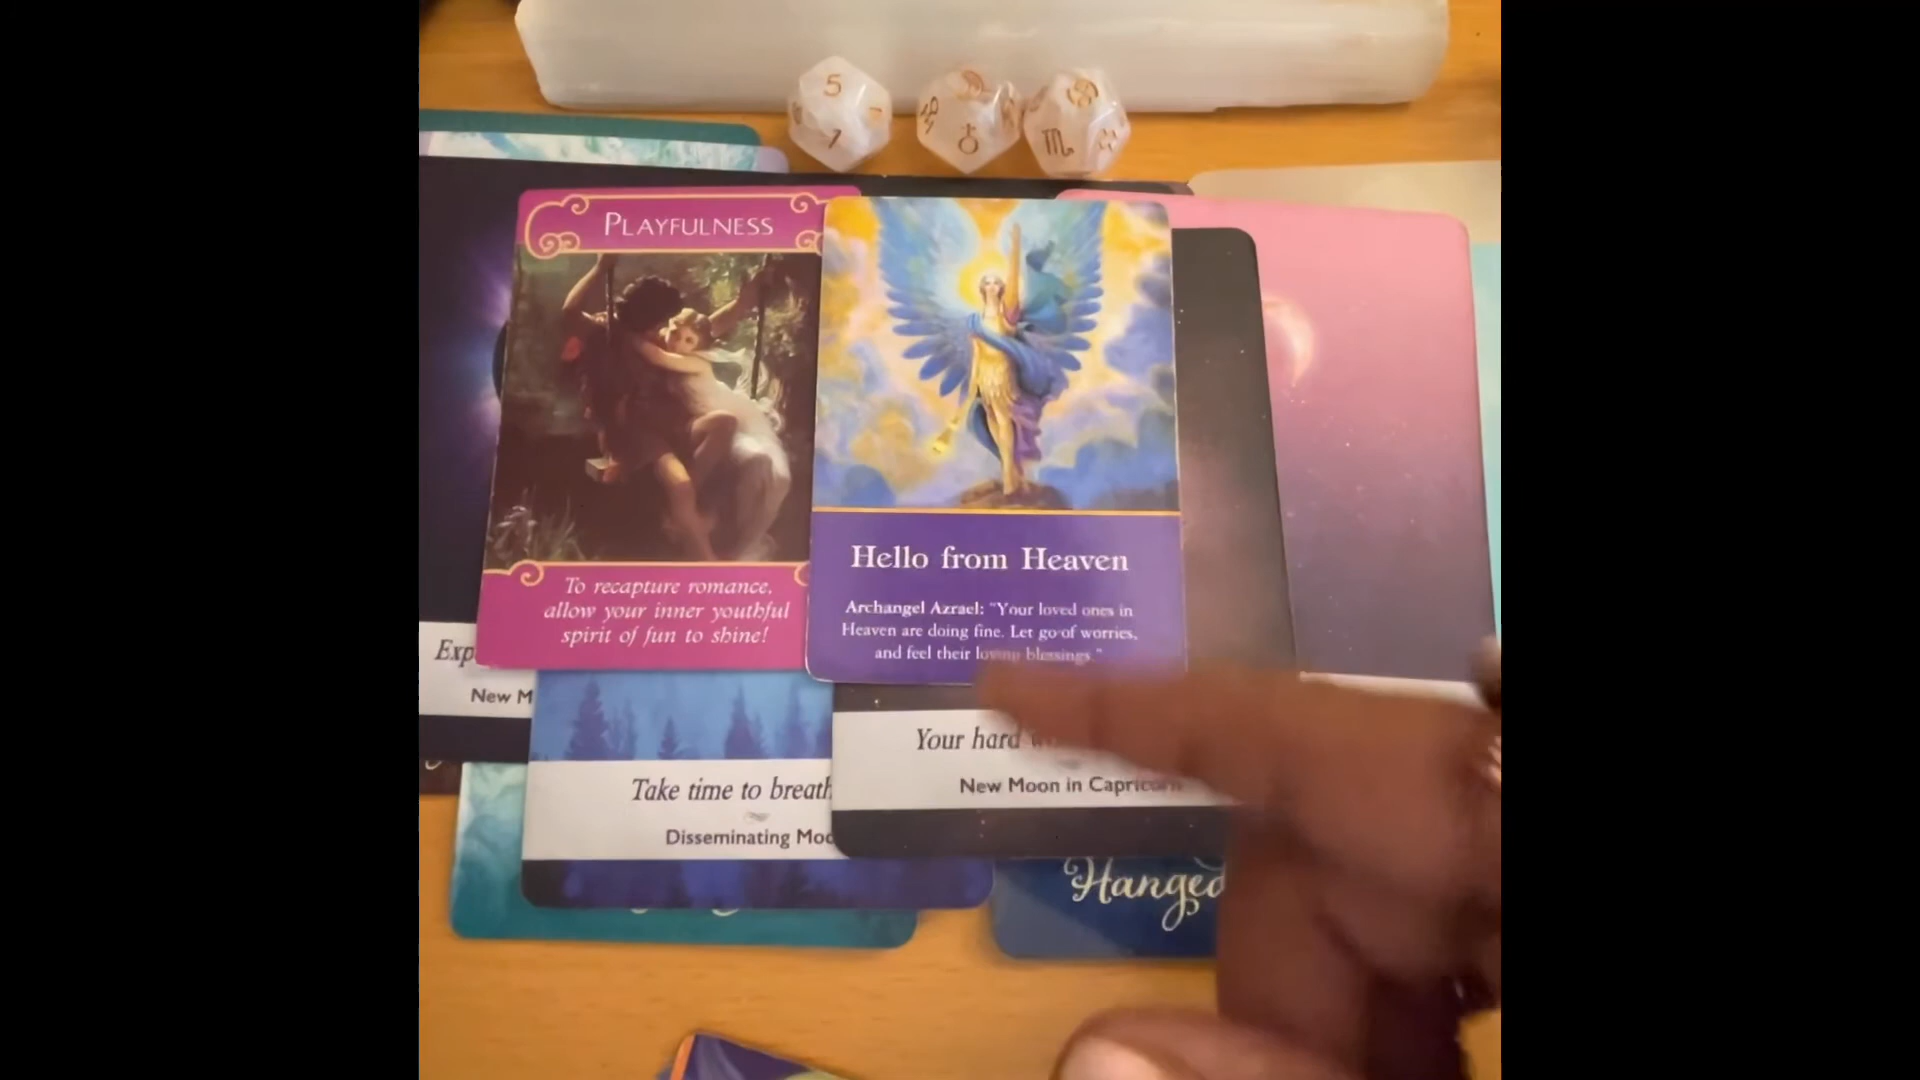 5
1
PLAYFULNESS
To recapture romance,
allow your inner youthful
spirit of fun to shine!
Hello from Heaven
Archangel Azrael: "Your loved ones in
Heaven are doing fine. Let go of worries,
and feel their loving blessings."
Exp
New M
Your hard
New Moon in Capricorn
Take time to breath
Disseminating Moo
Hanged